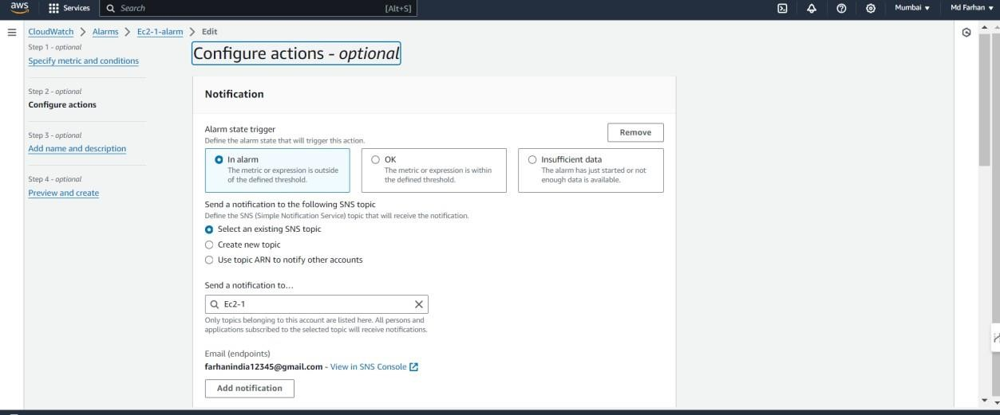 aws Services Search [Alt+S] Mumbai Md Farhan
CloudWatch Alarms Ec2-1-alarm Edit
Step 1 - optional
Specify metric and conditions
Step 2 - optional
Configure actions
Step 3 - optional
Add name and description
Step 4 - optional
Preview and create
Configure actions - optional
Notification
Alarm state trigger
Define the alarm state that will trigger this action.
Remove
In alarm
The metric or expression is outside
of the defined threshold.
OK
The metric or expression is within
the defined threshold.
Insufficient data
The alarm has just started or not
enough data is available.
Send a notification to the following SNS topic
Define the SNS (Simple Notification Service) topic that will receive the notification.
Select an existing SNS topic
Create new topic
Use topic ARN to notify other accounts
Send a notification to…
Ec2-1
Only topics belonging to this account are listed here. All persons and
applications subscribed to the selected topic will receive notifications.
Email (endpoints)
farhanindia12345@gmail.com - View in SNS Console
Add notification